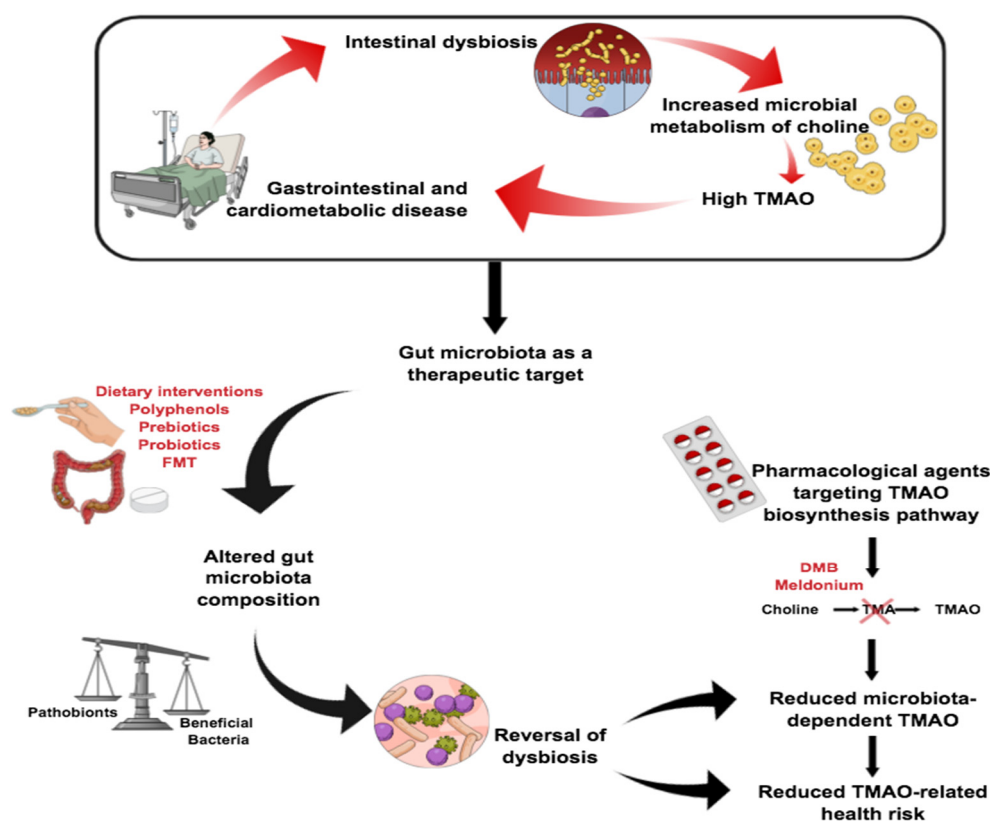 Intestinal dysbiosis
Increased microbial
metabolism of choline
High TMAO
Gastrointestinal and
cardiometabolic disease
Gut microbiota as a
therapeutic target
Dietary interventions
Polyphenols
Prebiotics
Probiotics
FMT
Altered gut
microbiota
composition
Pathobionts
Beneficial
Bacteria
Reversal of
dysbiosis
Pharmacological agents
targeting TMAO
biosynthesis pathway
DMB
Meldonium
Choline TMA TMAO
Reduced microbiota-
dependent TMAO
Reduced TMAO-related
health risk